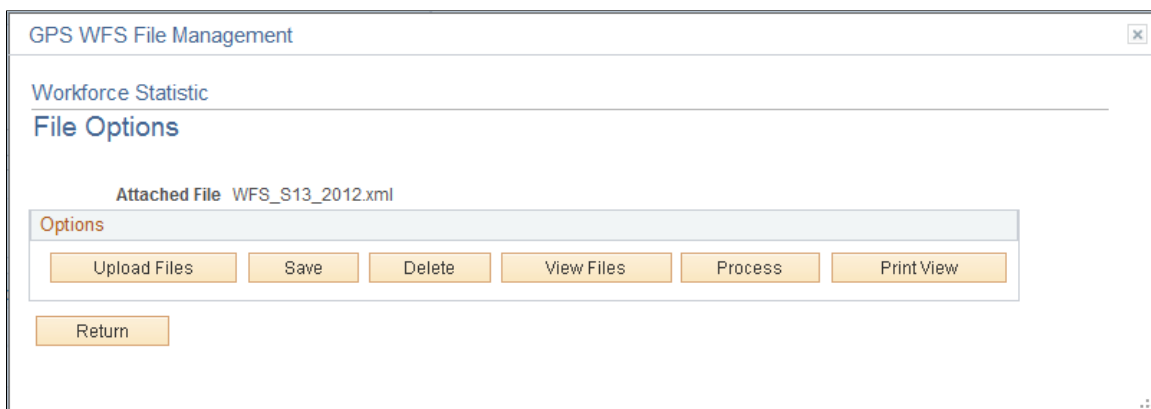 GPS WFS File Management
Workforce Statistic
File Options
Attached File WFS_S13_2012.xml
Options
Upload Files Save Delete View Files Process Print View
Return